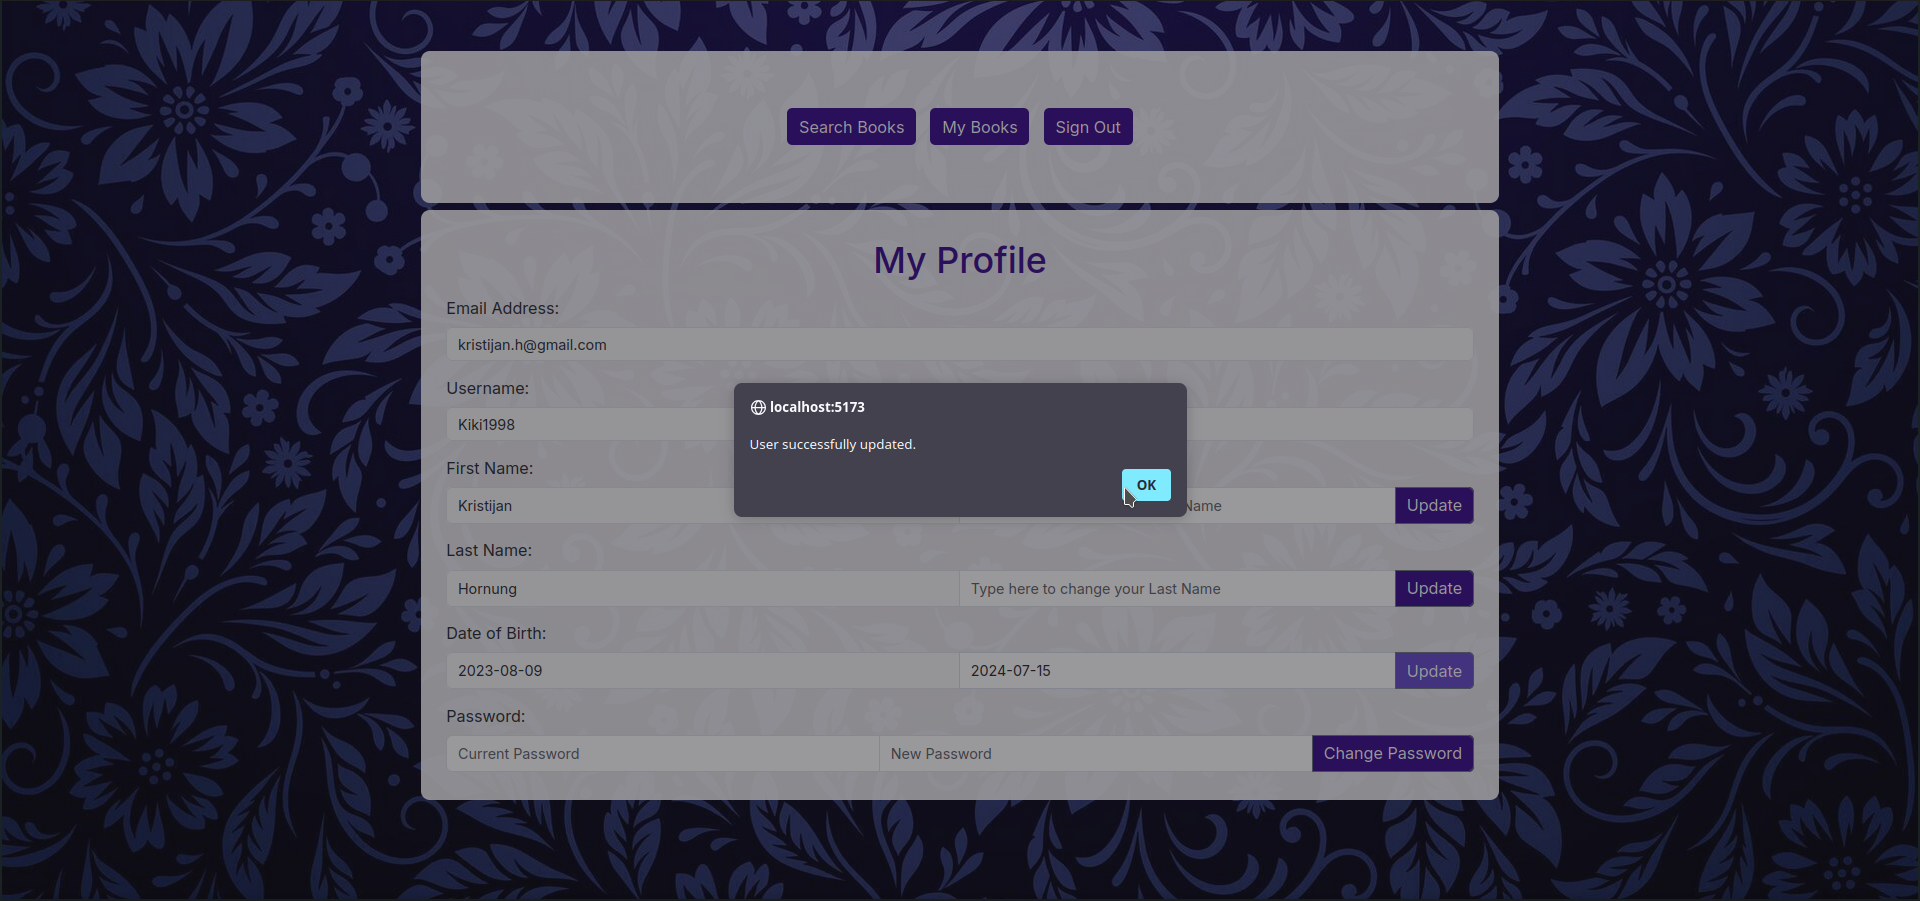 Search Books My Books Sign Out
My Profile
Email Address:
kristijan.h@gmail.com
Username:
Kiki1998
localhost:5173
User successfully updated.
OK
First Name:
Kristijan Name Update
Last Name:
Hornung Type here to change your Last Name Update
Date of Birth:
2023-08-09 2024-07-15 Update
Password:
Current Password New Password Change Password